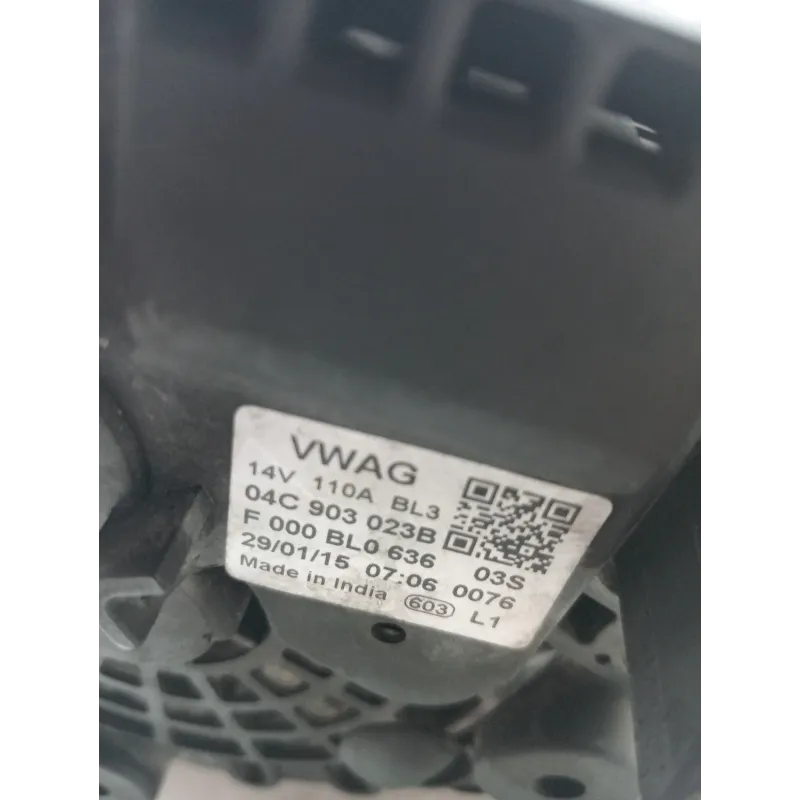 VWAG
14V 110A BL3
04C 903 023B
F 000 BL0 636 03S
29/01/15 07:06 0076
Made in India 603 L1